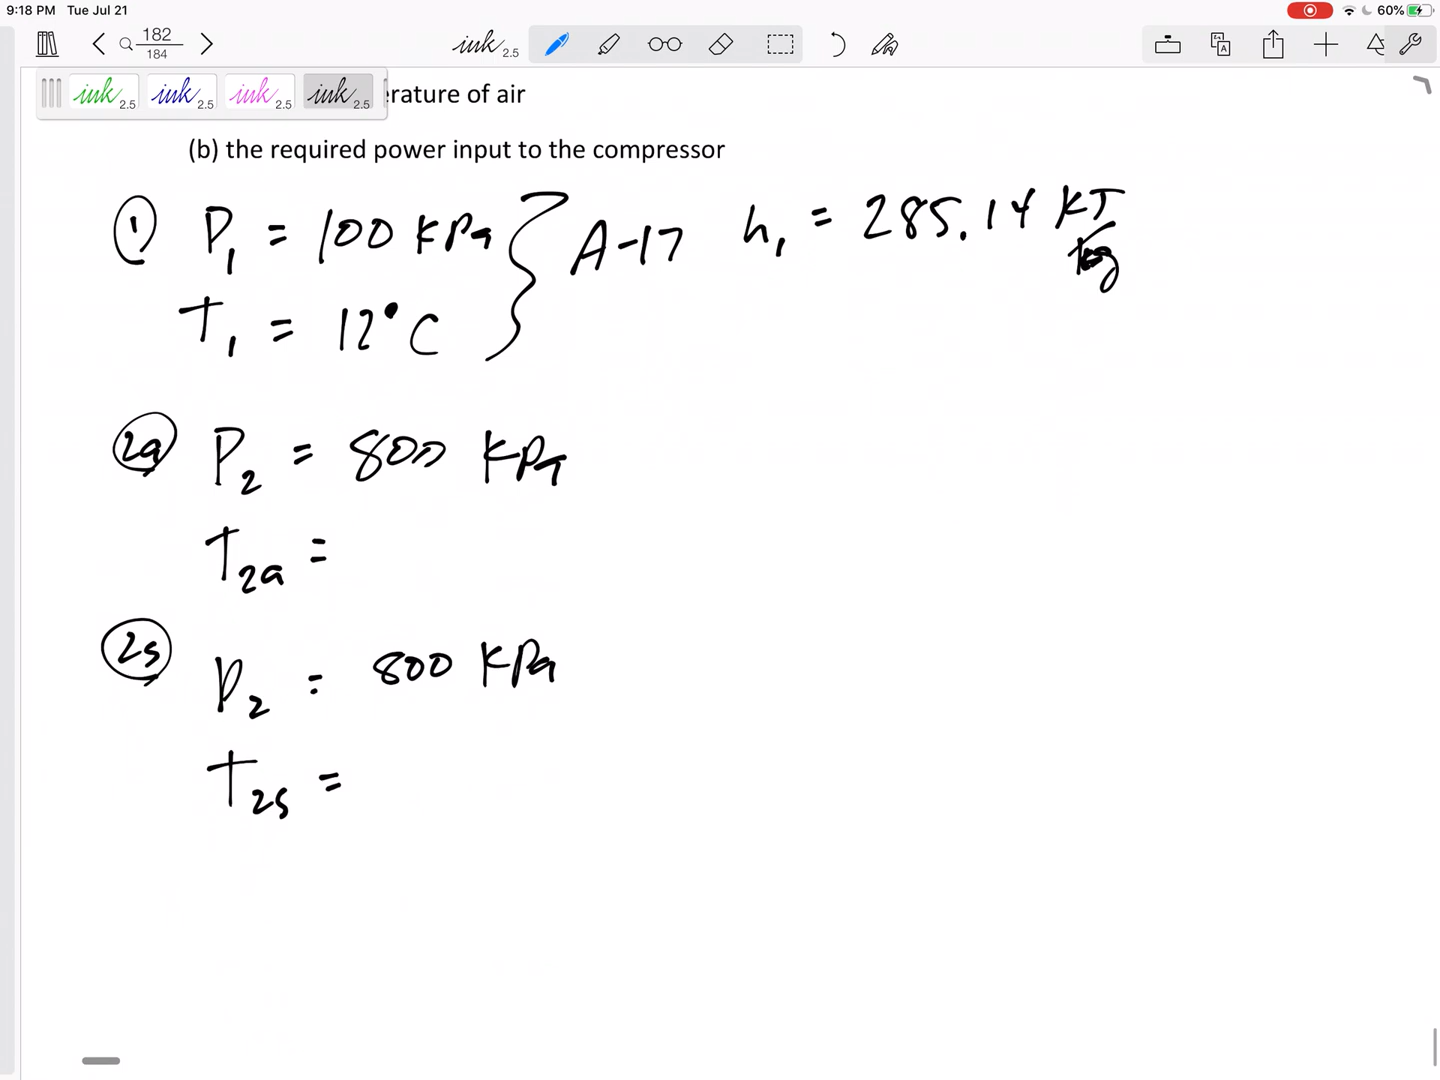 9:18 PM Tue Jul 21
60%
182
184
ink 2.5
ink 2.5 ink 2.5 ink 2.5 ink 2.5
erature of air
(b) the required power input to the compressor
① P₁ = 100 KPa } A-17 h₁ = 285.14 KJ/kg
T₁ = 12°C
2a P₂ = 800 KPa
T₂ₐ =
2s P₂ = 800 KPa
T₂ₛ =